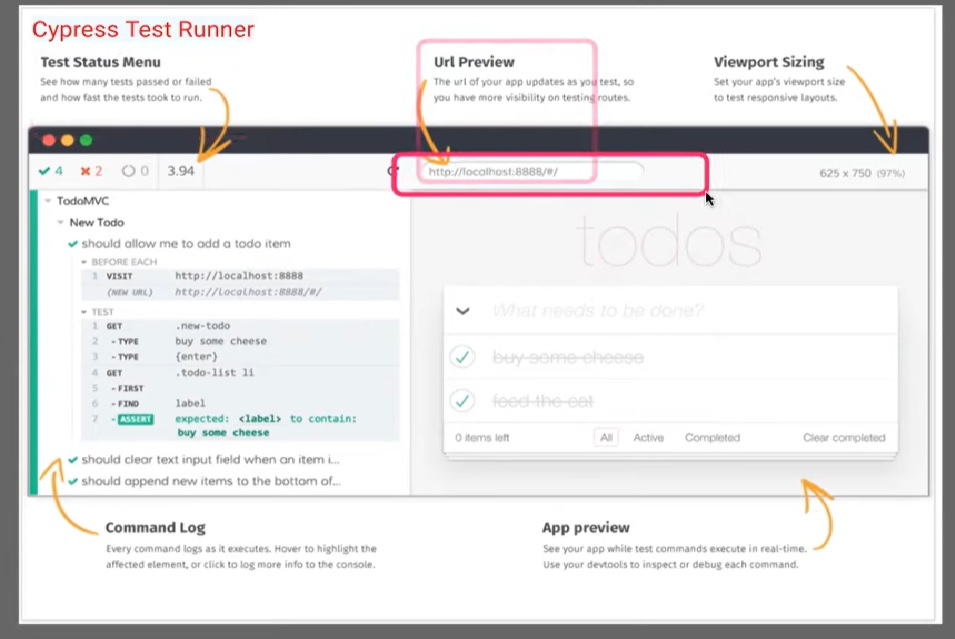 Cypress Test Runner
Test Status Menu
See how many tests passed or failed
and how fast the tests took to run.
Url Preview
The url of your app updates as you test, so
you have more visibility on testing routes.
Viewport Sizing
Set your app's viewport size
to test responsive layouts.
4 2 0 3.94
http://localhost:8888/#/
625 x 750 (97%)
TodoMVC
New Todo
should allow me to add a todo item
BEFORE EACH
1 VISIT http://localhost:8888
(NEW URL) http://localhost:8888/#/
TEST
1 GET .new-todo
2 -TYPE buy some cheese
3 -TYPE {enter}
4 GET .todo-list li
5 -FIRST
6 -FIND label
7 -ASSERT expected: <label> to contain:
buy some cheese
should clear text input field when an item i...
should append new items to the bottom of...
todos
What needs to be done?
buy some cheese
feed the cat
0 items left All Active Completed Clear completed
Command Log
Every command logs as it executes. Hover to highlight the
affected element, or click to log more info to the console.
App preview
See your app while test commands execute in real-time.
Use your devtools to inspect or debug each command.